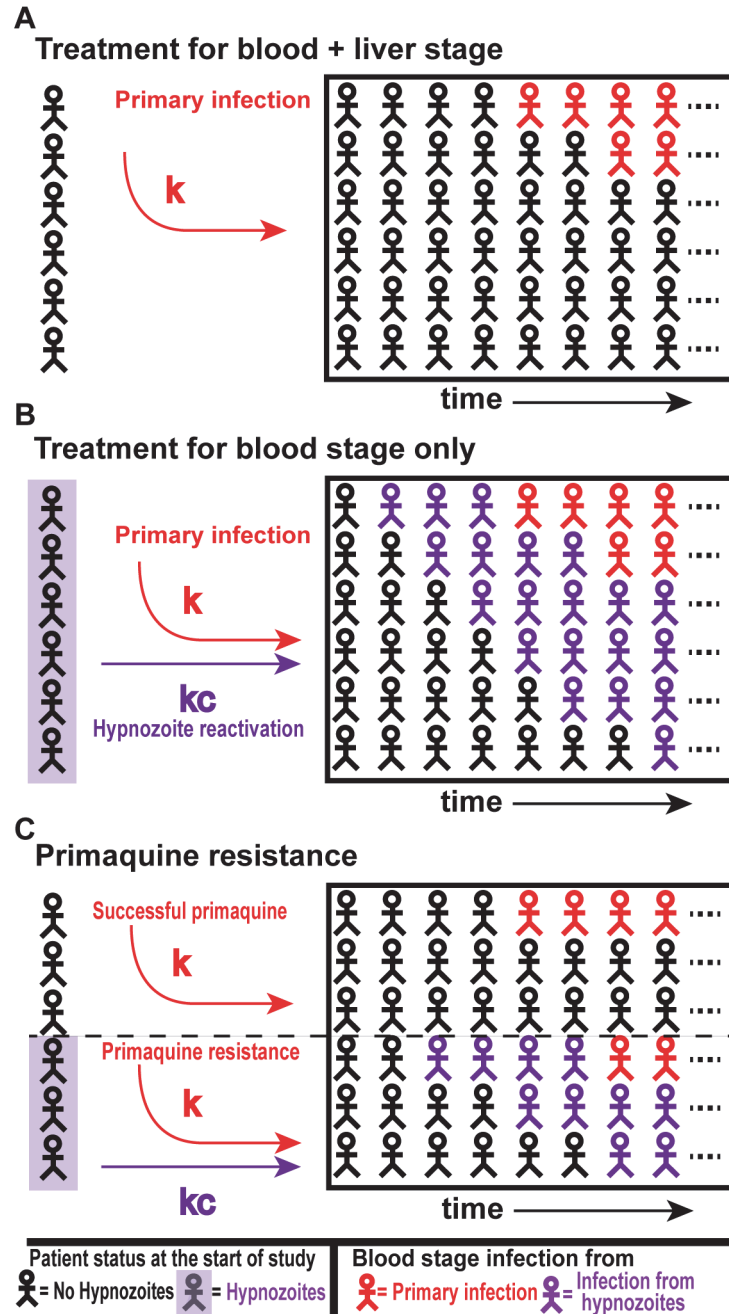 A
Treatment for blood + liver stage
Primary infection
k
.....
.....
.....
.....
.....
.....
time
B
Treatment for blood stage only
Primary infection
k
kc
Hypnozoite reactivation
.....
.....
.....
.....
.....
.....
time
C
Primaquine resistance
Successful primaquine
k
Primaquine resistance
k
kc
.....
.....
.....
.....
.....
.....
time
Patient status at the start of study
= No Hypnozoites = Hypnozoites
Blood stage infection from
= Primary infection = Infection from
hypnozoites